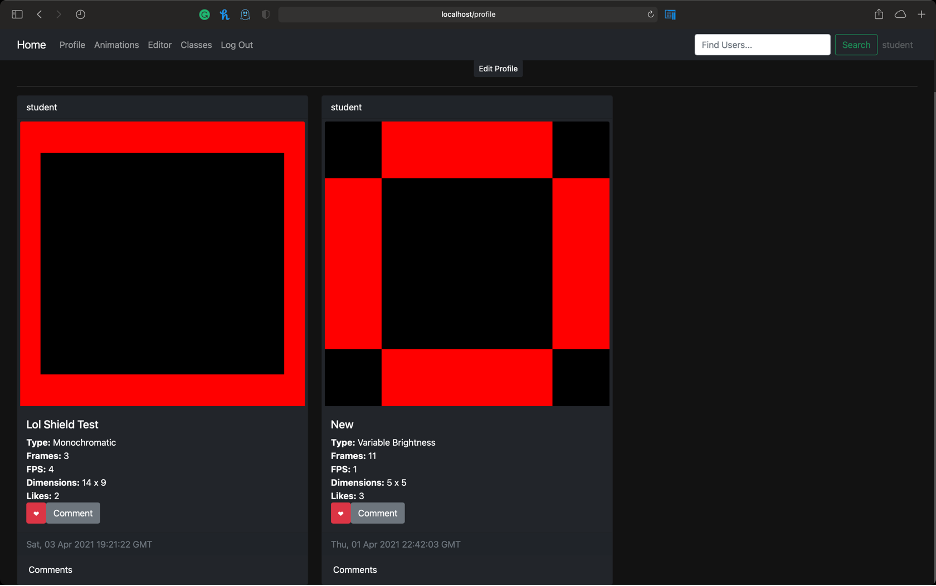 localhost/profile
Home Profile Animations Editor Classes Log Out Find Users... Search student
Edit Profile
student
Lol Shield Test
Type: Monochromatic
Frames: 3
FPS: 4
Dimensions: 14 x 9
Likes: 2
Comment
Sat, 03 Apr 2021 19:21:22 GMT
Comments
student
New
Type: Variable Brightness
Frames: 11
FPS: 1
Dimensions: 5 x 5
Likes: 3
Comment
Thu, 01 Apr 2021 22:42:03 GMT
Comments